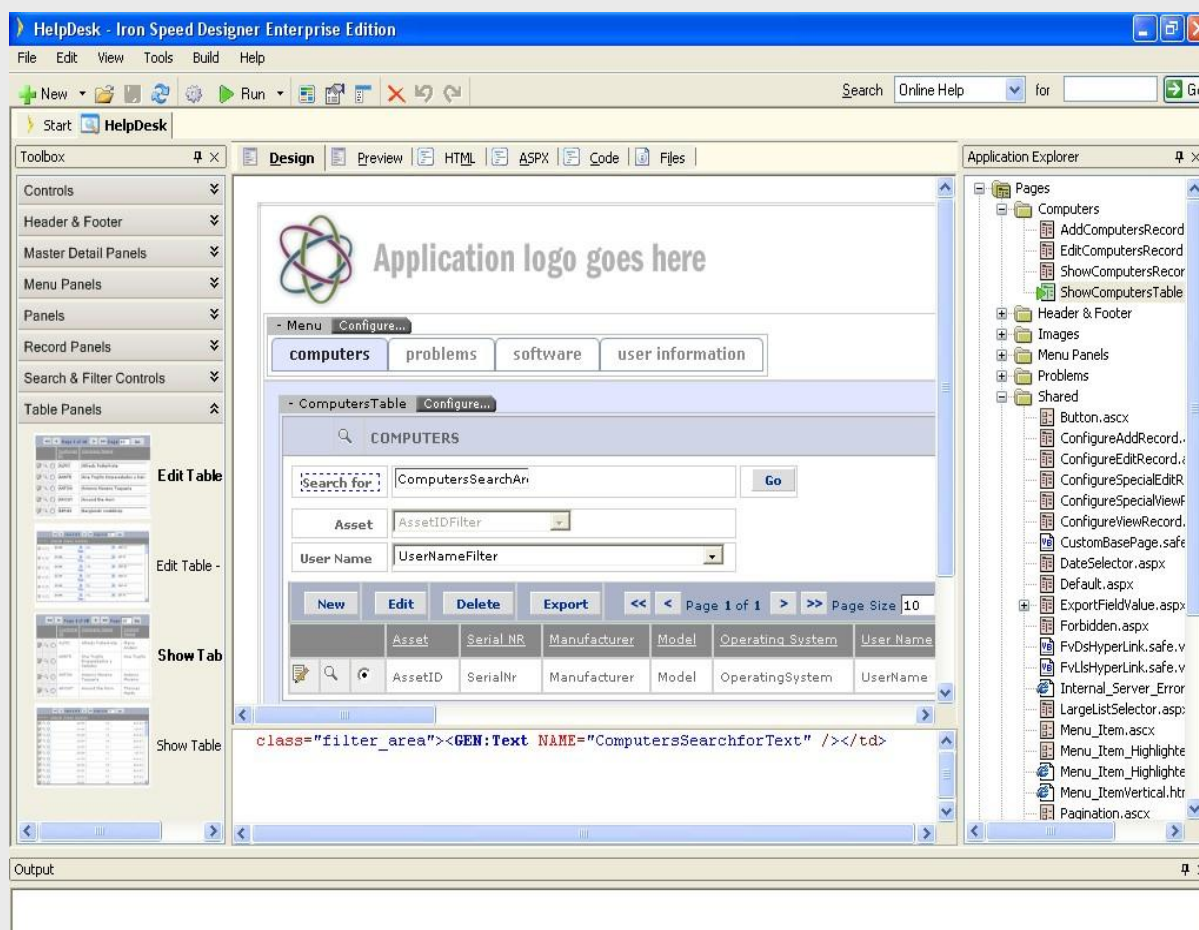 HelpDesk - Iron Speed Designer Enterprise Edition
File Edit View Tools Build Help
New Run Search Online Help for Go
Start HelpDesk
Toolbox
Controls
Header & Footer
Master Detail Panels
Menu Panels
Panels
Record Panels
Search & Filter Controls
Table Panels
Edit Table
Edit Table -
Show Tab
Show Table
Design Preview HTML ASPX Code Files
Application logo goes here
- Menu Configure...
computers problems software user information
- ComputersTable Configure...
COMPUTERS
Search for ComputersSearchAre Go
Asset AssetIDFilter
User Name UserNameFilter
New Edit Delete Export << < Page 1 of 1 > >> Page Size 10
Asset Serial NR Manufacturer Model Operating System User Name
AssetID SerialNr Manufacturer Model OperatingSystem UserName
class="filter_area"><GEN:Text NAME="ComputersSearchforText" /></td>
Application Explorer
Pages
Computers
AddComputersRecord
EditComputersRecord
ShowComputersRecor
ShowComputersTable
Header & Footer
Images
Menu Panels
Problems
Shared
Button.ascx
ConfigureAddRecord.
ConfigureEditRecord.a
ConfigureSpecialEditR
ConfigureSpecialViewF
ConfigureViewRecord.
CustomBasePage.safe
DateSelector.aspx
Default.aspx
ExportFieldValue.aspx
Forbidden.aspx
FvDsHyperLink.safe.v
FvLlsHyperLink.safe.v
Internal_Server_Error
LargeListSelector.asp
Menu_Item.ascx
Menu_Item_Highlighte
Menu_Item_Highlighte
Menu_ItemVertical.htr
Pagination.ascx
Output